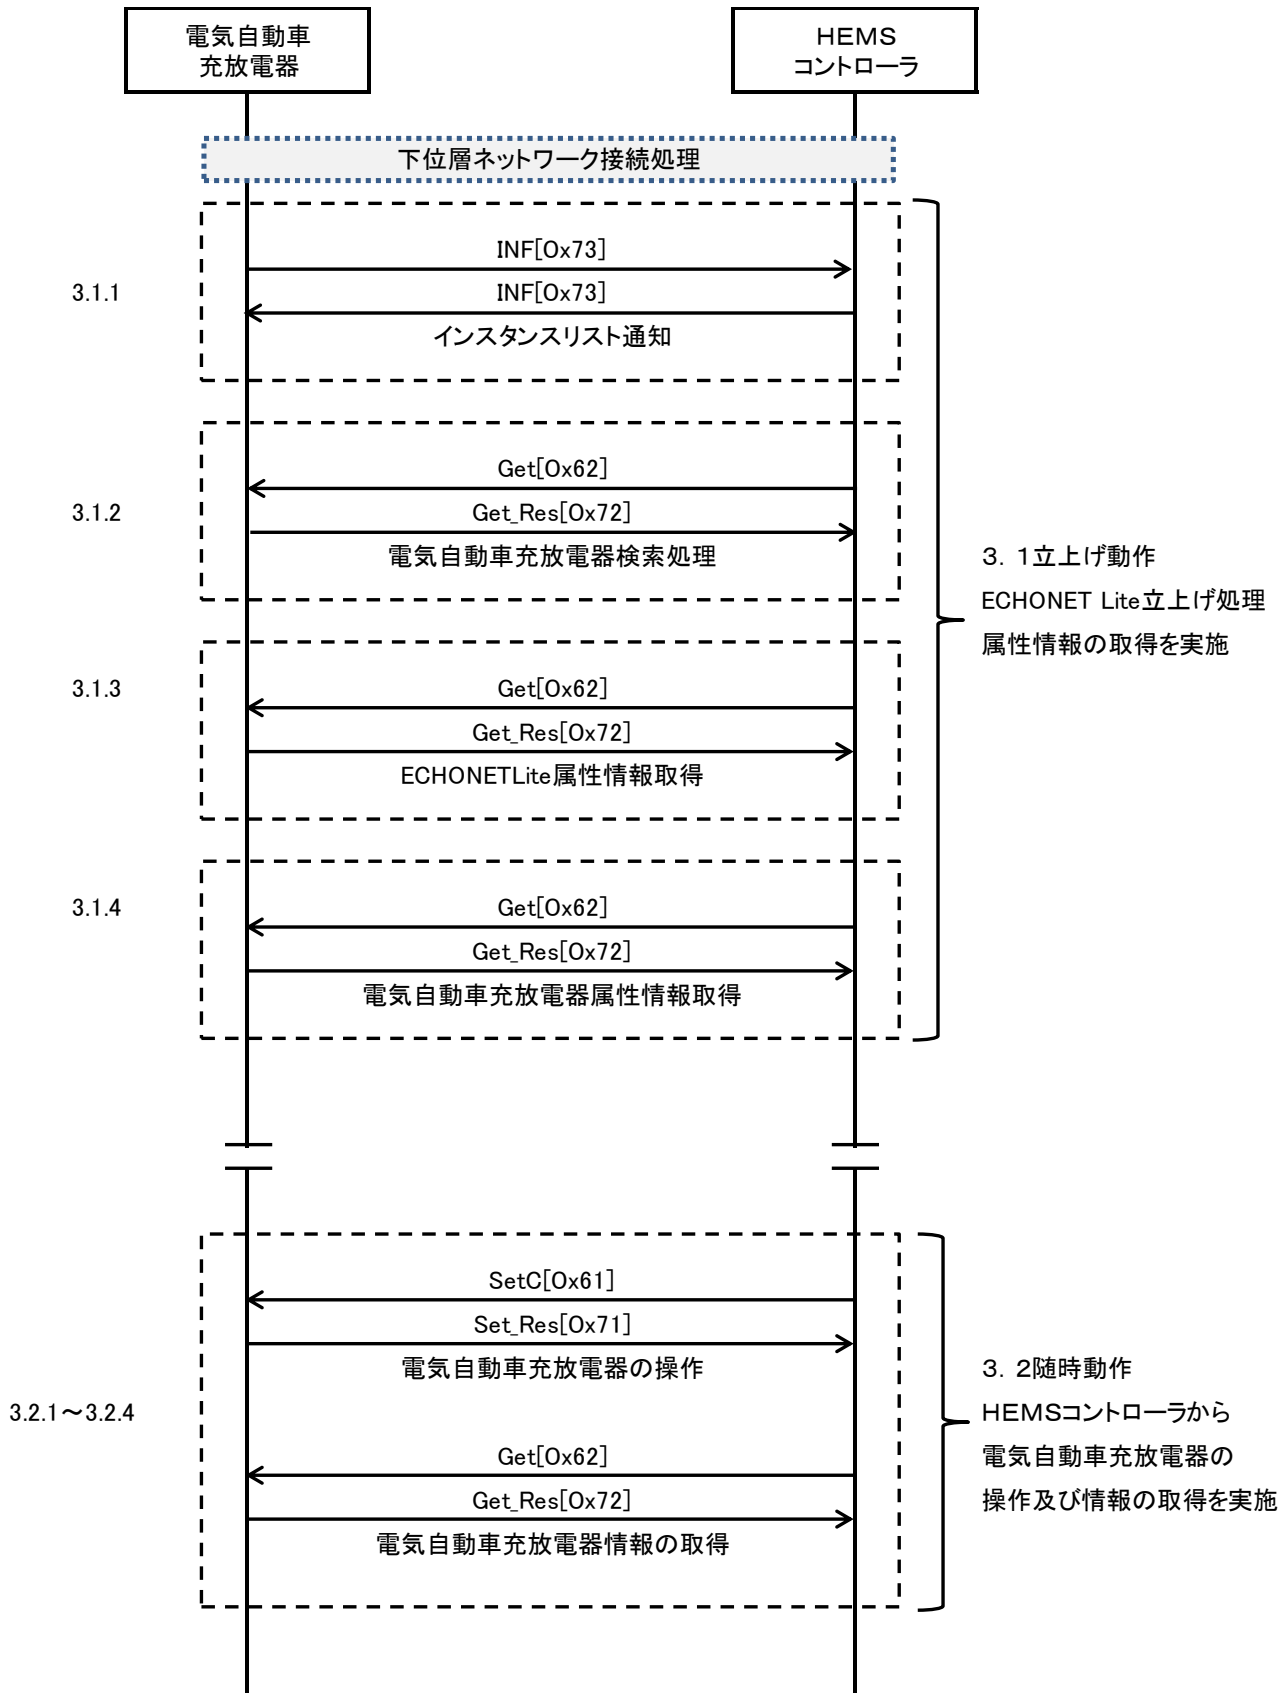 電気自動車
充放電器
HEMS
コントローラ
下位層ネットワーク接続処理
3.1.1
INF[0x73]
INF[0x73]
インスタンスリスト通知
3.1.2
Get[0x62]
Get_Res[0x72]
電気自動車充放電器検索処理
3.1.3
Get[0x62]
Get_Res[0x72]
ECHONETLite属性情報取得
3.1.4
Get[0x62]
Get_Res[0x72]
電気自動車充放電器属性情報取得
3．1立上げ動作
ECHONET Lite立上げ処理
属性情報の取得を実施
3.2.1～3.2.4
SetC[0x61]
Set_Res[0x71]
電気自動車充放電器の操作
Get[0x62]
Get_Res[0x72]
電気自動車充放電器情報の取得
3．2随時動作
HEMSコントローラから
電気自動車充放電器の
操作及び情報の取得を実施